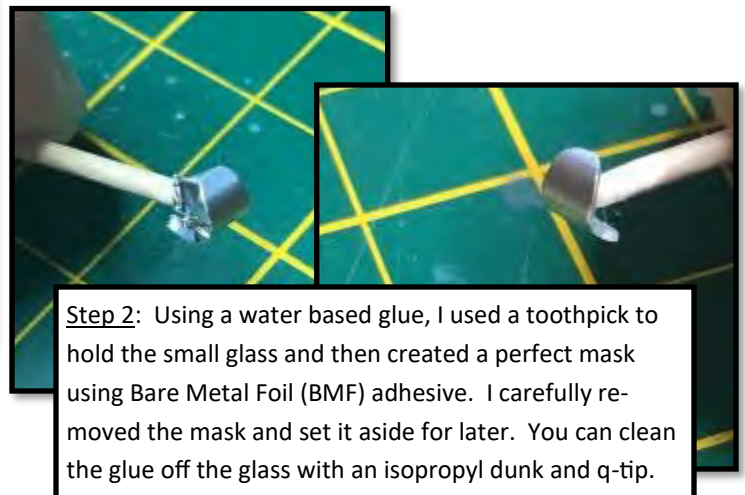 Step 2:  Using a water based glue, I used a toothpick to
hold the small glass and then created a perfect mask
using Bare Metal Foil (BMF) adhesive.  I carefully re-
moved the mask and set it aside for later.  You can clean
the glue off the glass with an isopropyl dunk and q-tip.